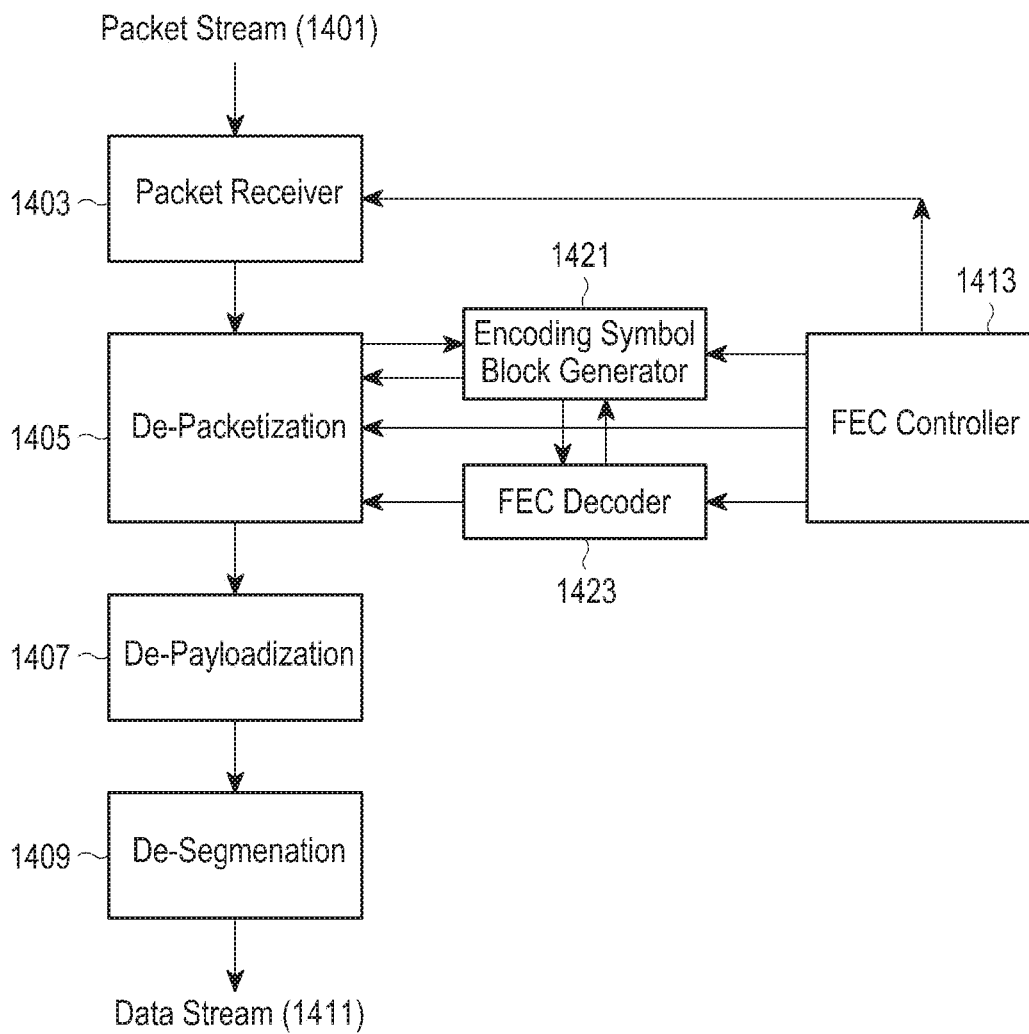 Packet Stream (1401)
Packet Receiver
1403
1421
1413
Encoding Symbol
Block Generator
De-Packetization
1405
FEC Controller
FEC Decoder
1423
De-Payloadization
1407
De-Segmenation
1409
Data Stream (1411)